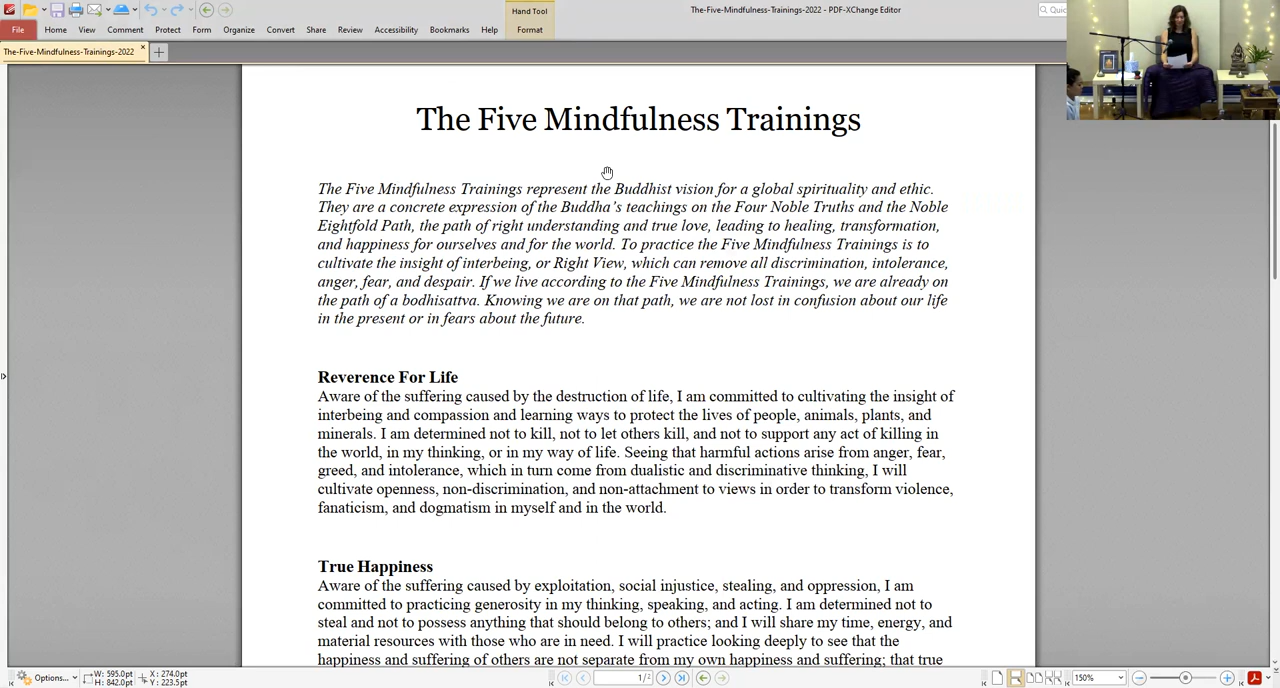 Hand Tool
The-Five-Mindfulness-Trainings-2022 - PDF-XChange Editor
File Home View Comment Protect Form Organize Convert Share Review Accessibility Bookmarks Help Format
The-Five-Mindfulness-Trainings-2022
The Five Mindfulness Trainings
The Five Mindfulness Trainings represent the Buddhist vision for a global spirituality and ethic.
They are a concrete expression of the Buddha's teachings on the Four Noble Truths and the Noble
Eightfold Path, the path of right understanding and true love, leading to healing, transformation,
and happiness for ourselves and for the world. To practice the Five Mindfulness Trainings is to
cultivate the insight of interbeing, or Right View, which can remove all discrimination, intolerance,
anger, fear, and despair. If we live according to the Five Mindfulness Trainings, we are already on
the path of a bodhisattva. Knowing we are on that path, we are not lost in confusion about our life
in the present or in fears about the future.
Reverence For Life
Aware of the suffering caused by the destruction of life, I am committed to cultivating the insight of
interbeing and compassion and learning ways to protect the lives of people, animals, plants, and
minerals. I am determined not to kill, not to let others kill, and not to support any act of killing in
the world, in my thinking, or in my way of life. Seeing that harmful actions arise from anger, fear,
greed, and intolerance, which in turn come from dualistic and discriminative thinking, I will
cultivate openness, non-discrimination, and non-attachment to views in order to transform violence,
fanaticism, and dogmatism in myself and in the world.
True Happiness
Aware of the suffering caused by exploitation, social injustice, stealing, and oppression, I am
committed to practicing generosity in my thinking, speaking, and acting. I am determined not to
steal and not to possess anything that should belong to others; and I will share my time, energy, and
material resources with those who are in need. I will practice looking deeply to see that the
happiness and suffering of others are not separate from my own happiness and suffering; that true
Options... W: 595.0pt X: 274.0pt 1/2 150%
H: 842.0pt Y: 223.5pt